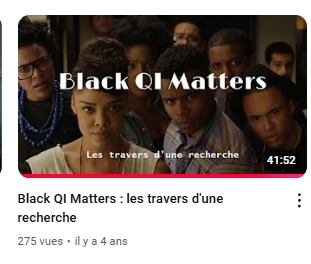 Black QI Matters
Les travers d'une recherche
41:52
Black QI Matters : les travers d'une
recherche
275 vues • il y a 4 ans